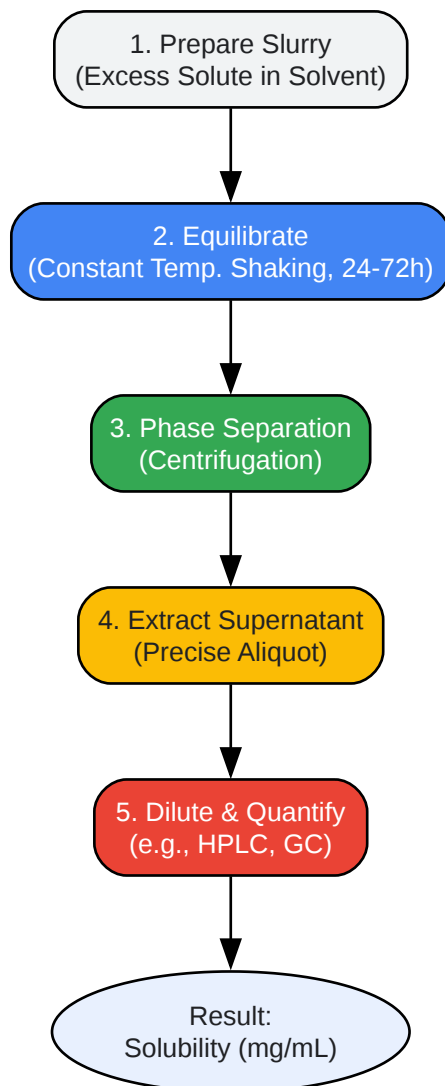 1. Prepare Slurry
(Excess Solute in Solvent)
2. Equilibrate
(Constant Temp. Shaking, 24-72h)
3. Phase Separation
(Centrifugation)
4. Extract Supernatant
(Precise Aliquot)
5. Dilute & Quantify
(e.g., HPLC, GC)
Result:
Solubility (mg/mL)